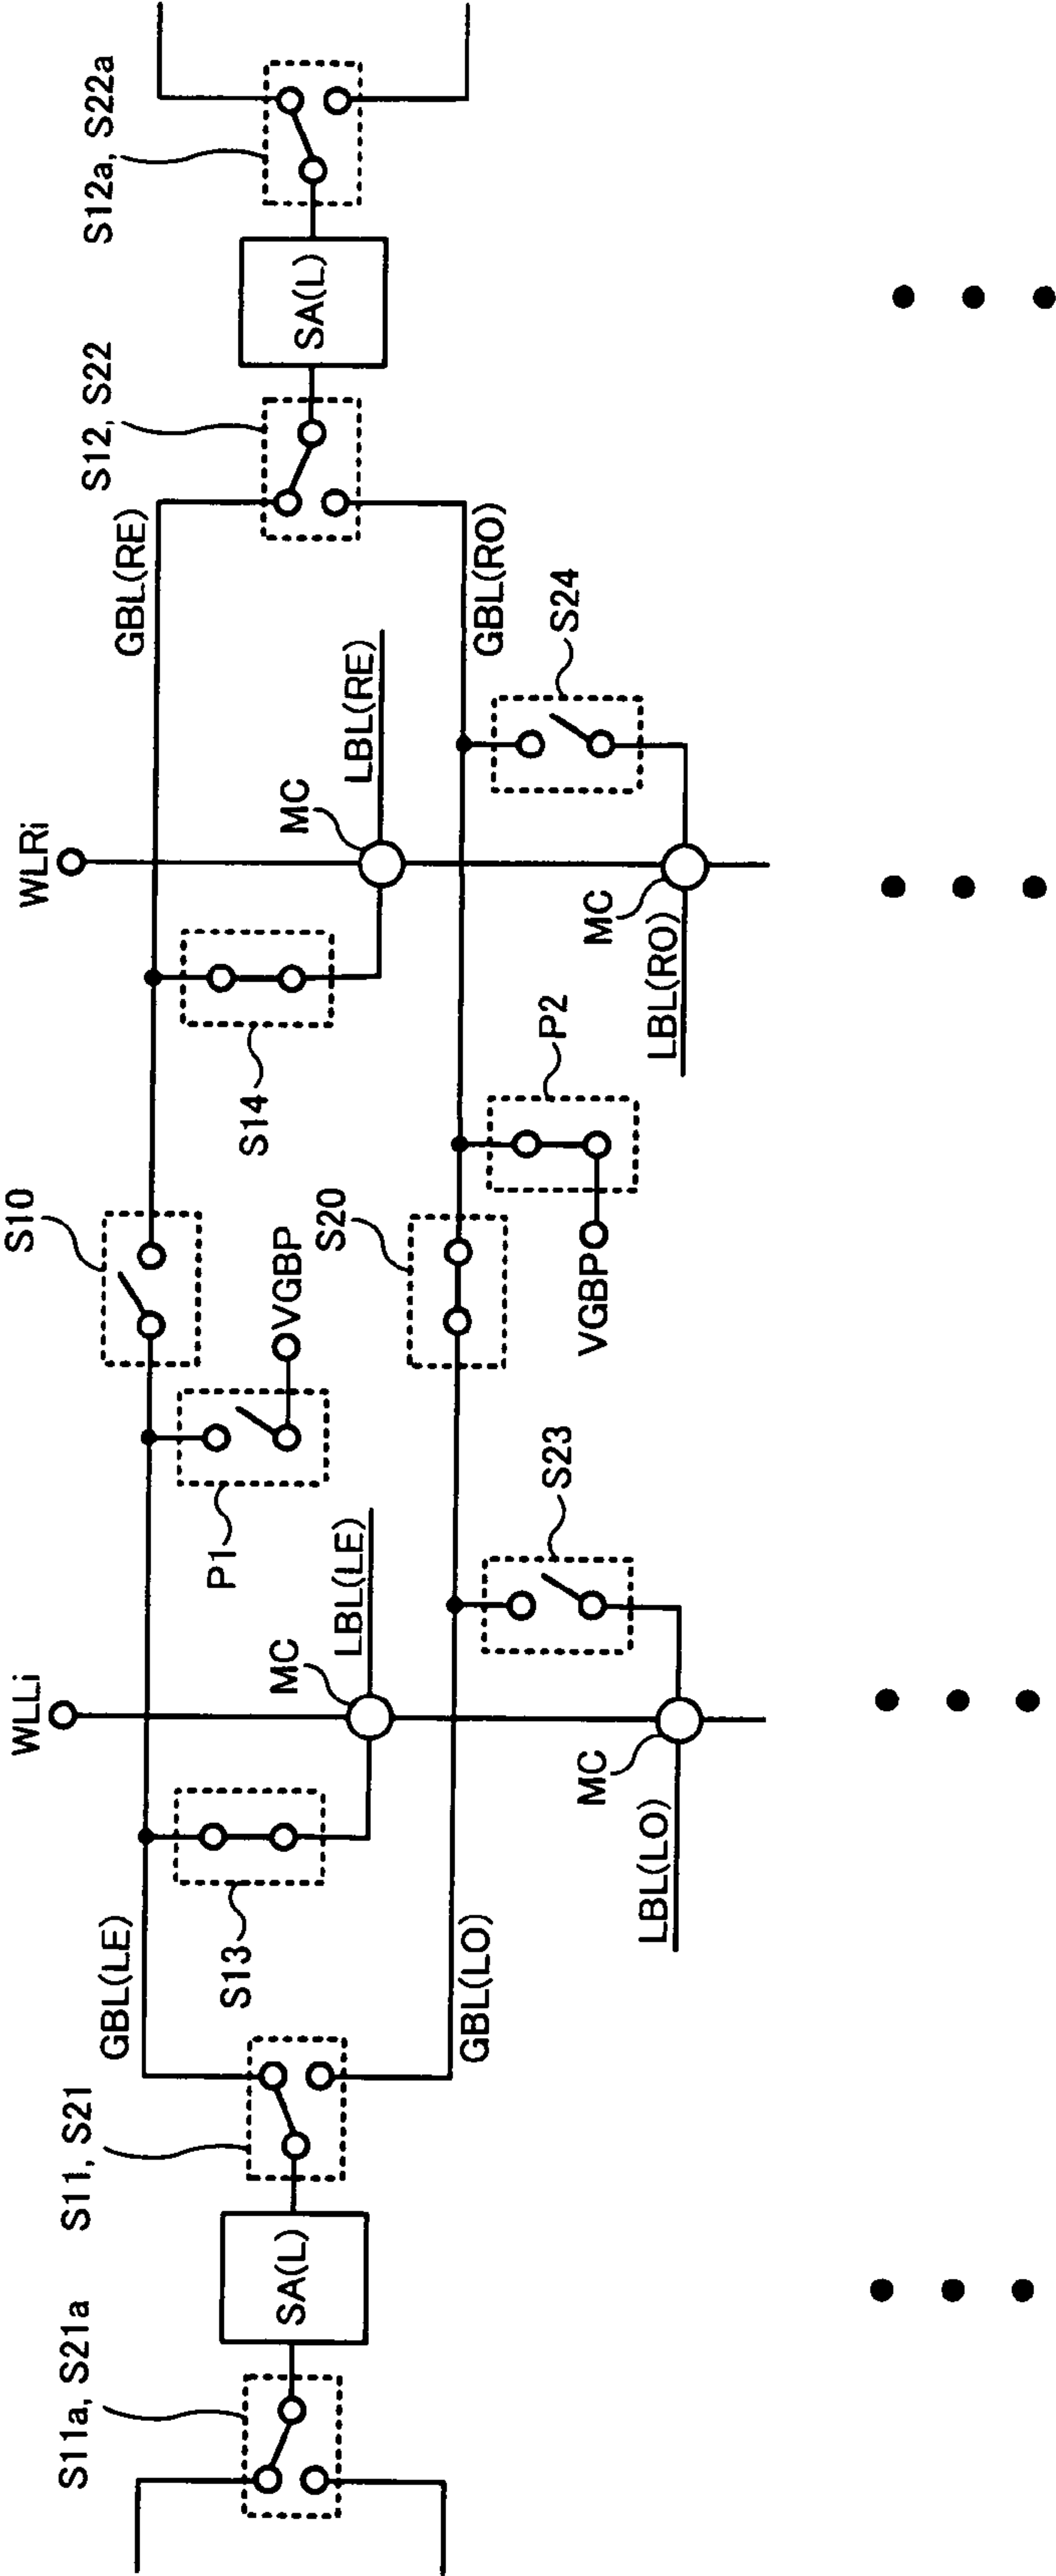 S11a, S21a
SA(L)
S11, S21
GBL(LE)
GBL(LO)
S13
WLLi
MC
LBL(LE)
MC
LBL(LO)
P1
VGBP
S23
S10
S20
VGBP
P2
S14
WLRi
MC
LBL(RE)
MC
LBL(RO)
S24
GBL(RE)
GBL(RO)
S12, S22
SA(L)
S12a, S22a